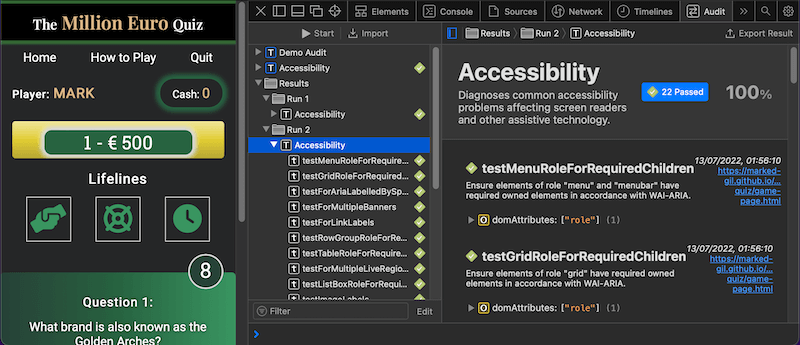 The Million Euro Quiz
Home How to Play Quit
Player: MARK
Cash: 0
1 - € 500
Lifelines
8
Question 1:
What brand is also known as the
Golden Arches?
Elements
Console
Sources
Network
Timelines
Audit
Start
Import
Demo Audit
Accessibility
Results
Run 1
Accessibility
Run 2
Accessibility
testMenuRoleForRequire...
testGridRoleForRequired...
testForAriaLabelledBySp...
testForMultipleBanners
testForLinkLabels
testRowGroupRoleForRe...
testTableRoleForRequire...
testForMultipleLiveRegio...
testListBoxRoleForRequi...
testImageLabels
Filter
Edit
Results
Run 2
Accessibility
Export Result
Accessibility
Diagnoses common accessibility
problems affecting screen readers
and other assistive technology.
22 Passed
100%
testMenuRoleForRequiredChildren
13/07/2022, 01:56:10
https://marked-
gil.github.io/...
quiz/game-
page.html
Ensure elements of role "menu" and "menubar" have
required owned elements in accordance with WAI-ARIA.
domAttributes: ["role"] (1)
testGridRoleForRequiredChildren
13/07/2022, 01:56:10
https://marked-
gil.github.io/...
quiz/game-
page.html
Ensure elements of role "grid" have required owned
elements in accordance with WAI-ARIA.
domAttributes: ["role"] (1)